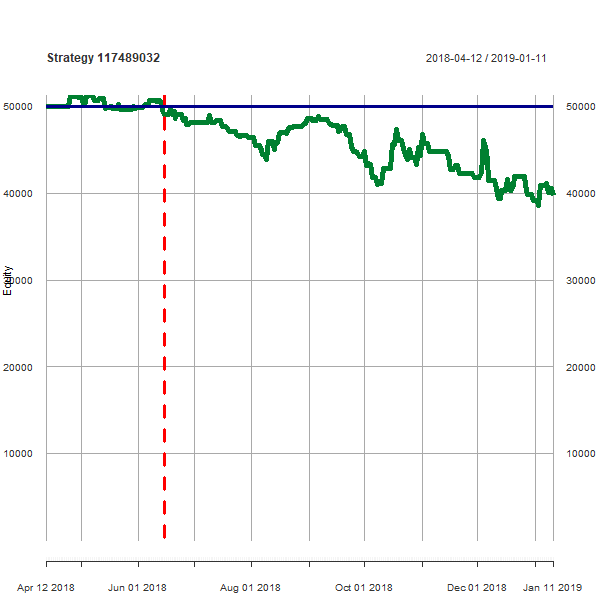 Strategy 117489032
2018-04-12 / 2019-01-11
50000
50000
40000
40000
Equity
30000
30000
20000
20000
10000
10000
Apr 12 2018
Jun 01 2018
Aug 01 2018
Oct 01 2018
Dec 01 2018
Jan 11 2019